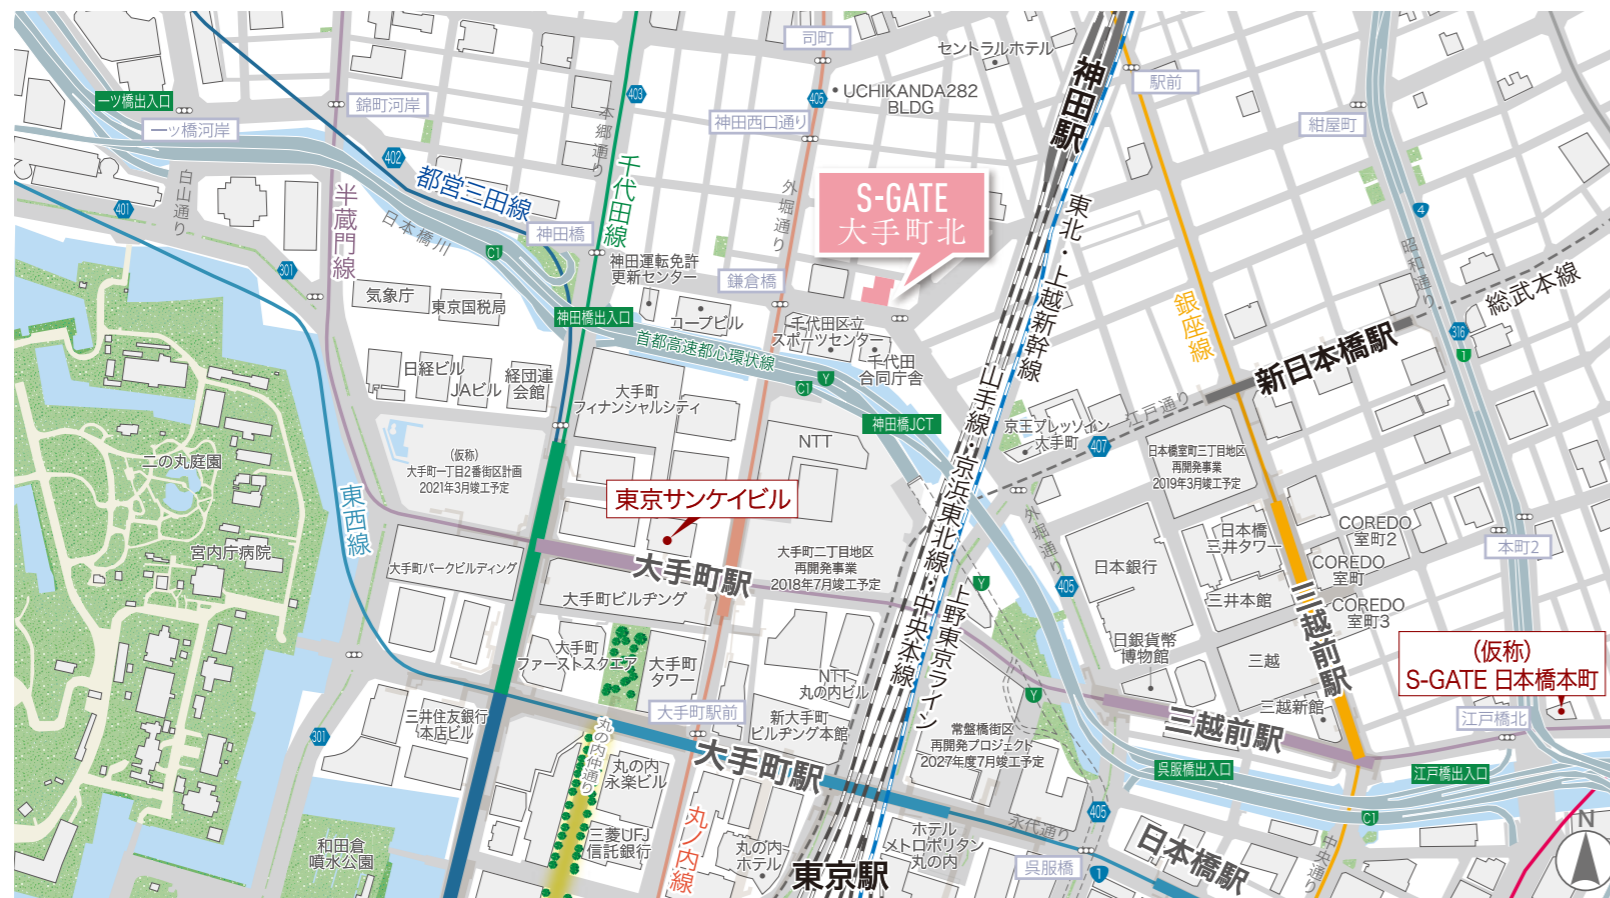 司町
セントラルホテル
神田駅
駅前
403
405
UCHIKANDA282
BLDG
一ツ橋出入口
錦町河岸
一ッ橋河岸
本郷通り
神田西口通り
紺屋町
402
千代田線
都営三田線
白山通り
401
半蔵門線
日本橋川
神田橋
外堀通り
S-GATE
大手町北
東北・上越新幹線
4
昭和通り
C1
301
神田運転免許
更新センター
鎌倉橋
気象庁
東京国税局
神田橋出入口
コープビル
千代田区立
スポーツセンター
銀座線
総武本線
316
1
首都高速都心環状線
新日本橋駅
千代田
合同庁舎
日経ビル
JAビル
経団連
会館
大手町
フィナンシャルシティ
C1
Y
山手線・京浜東北線・中央本線
神田橋JCT
京王プレッソイン
大手町
江戸通り
407
NTT
(仮称)
大手町一丁目2番街区計画
2021年3月竣工予定
日本橋室町三丁目地区
再開発事業
2019年3月竣工予定
二の丸庭園
東西線
東京サンケイビル
外堀通り
日本橋
三井タワー
COREDO
室町2
本町2
宮内庁病院
大手町パークビルディング
大手町駅
大手町二丁目地区
再開発事業
2018年7月竣工予定
日本銀行
COREDO
室町
405
Y
上野東京ライン
大手町ビルヂング
三井本館
COREDO
室町3
三越前駅
大手町
ファーストスクエア
大手町
タワー
日銀貨幣
博物館
三越
(仮称)
S-GATE 日本橋本町
NTT
丸の内ビル
Y
三越新館
三井住友銀行
本店ビル
大手町駅前
新大手町
ビルヂング本館
江戸橋北
三越前駅
301
丸の内仲通り
常盤橋街区
再開発プロジェクト
2027年度7月竣工予定
大手町駅
丸の内
永楽ビル
呉服橋出入口
江戸橋出入口
405
C1
和田倉
噴水公園
三菱UFJ
信託銀行
丸ノ内線
丸の内
ホテル
ホテル
メトロポリタン
丸の内
永代通り
呉服橋
日本橋駅
中央通り
東京駅
1
N